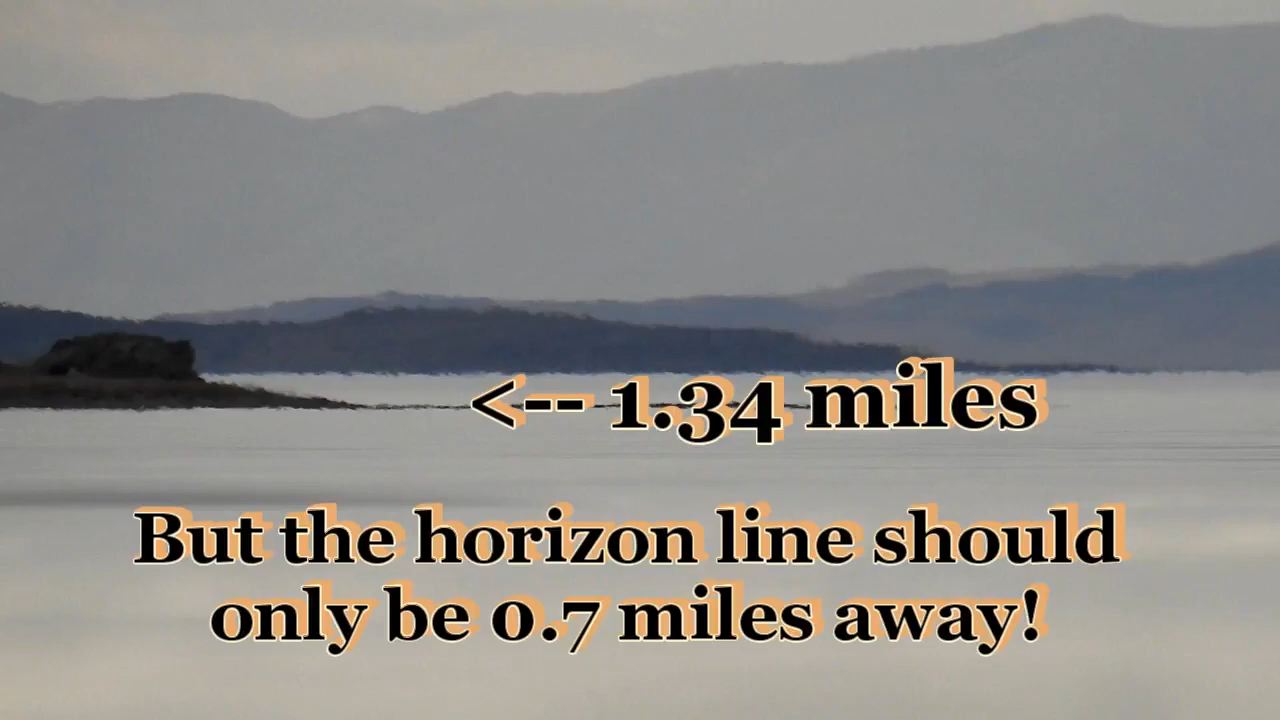 <-- 1.34 miles
But the horizon line should
only be 0.7 miles away!